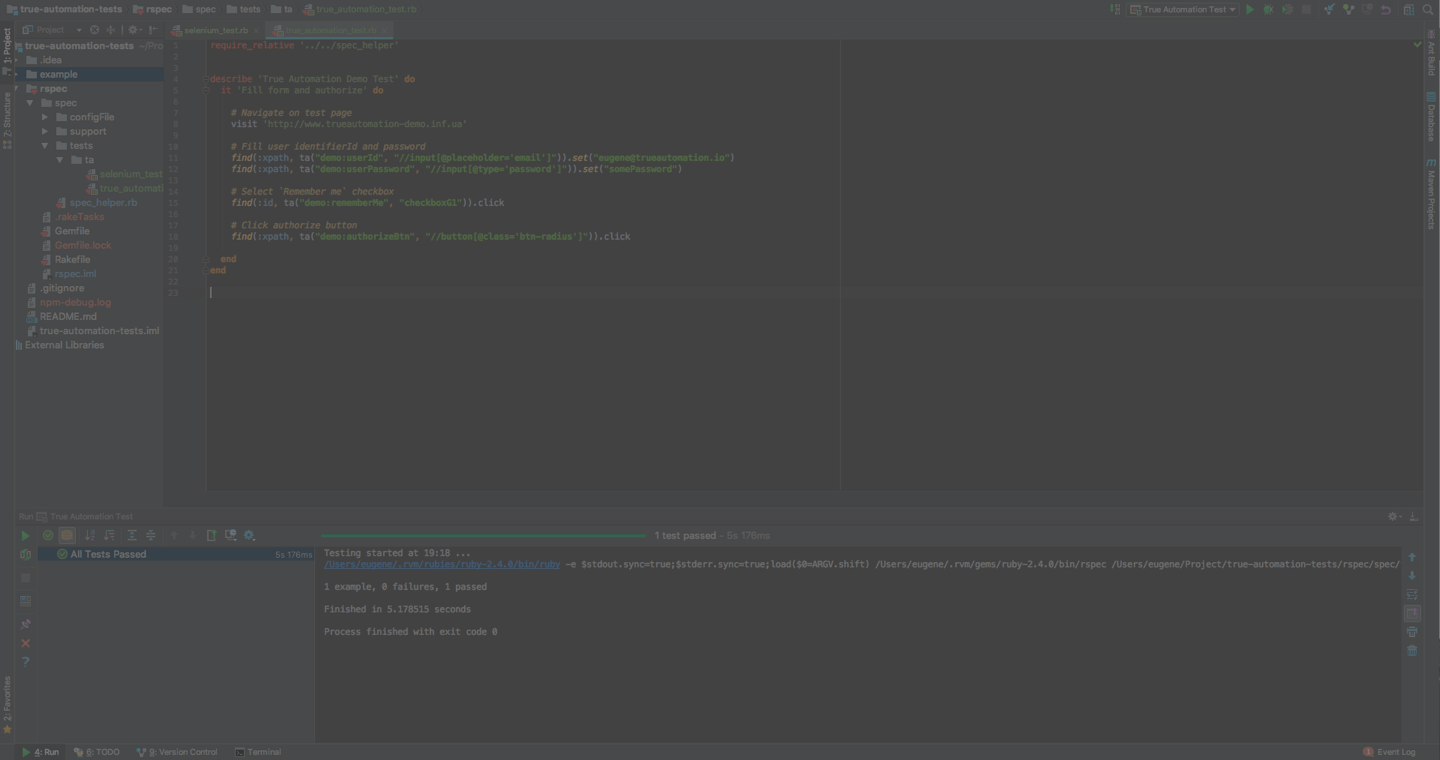 true-automation-tests rspec spec tests ta true_automation_test.rb
True Automation Test
Project
selenium_test.rb
true_automation_test.rb
1: Project
7: Structure
2: Favorites
true-automation-tests ~/Pro
.idea
example
rspec
spec
configFile
support
tests
ta
selenium_test
true_automati
spec_helper.rb
.rakeTasks
Gemfile
Gemfile.lock
Rakefile
rspec.iml
.gitignore
npm-debug.log
README.md
true-automation-tests.iml
External Libraries
1 require_relative '../../spec_helper'
2
3
4 describe 'True Automation Demo Test' do
5 it 'Fill form and authorize' do
6
7 # Navigate on test page
8 visit 'http://www.trueautomation-demo.inf.ua'
9
10 # Fill user identifierId and password
11 find(:xpath, ta("demo:userId", "//input[@placeholder='email']")).set("eugene@trueautomation.io")
12 find(:xpath, ta("demo:userPassword", "//input[@type='password']")).set("somePassword")
13
14 # Select `Remember me` checkbox
15 find(:id, ta("demo:rememberMe", "checkboxG1")).click
16
17 # Click authorize button
18 find(:xpath, ta("demo:authorizeBtn", "//button[@class='btn-radius']")).click
19
20 end
21 end
22
23
Ant Build
Database
Maven Projects
Run True Automation Test
1 test passed - 5s 176ms
All Tests Passed 5s 176ms
Testing started at 19:18 ...
/Users/eugene/.rvm/rubies/ruby-2.4.0/bin/ruby -e $stdout.sync=true;$stderr.sync=true;load($0=ARGV.shift) /Users/eugene/.rvm/gems/ruby-2.4.0/bin/rspec /Users/eugene/Project/true-automation-tests/rspec/spec/
1 example, 0 failures, 1 passed
Finished in 5.178515 seconds
Process finished with exit code 0
4: Run 6: TODO 9: Version Control Terminal
1 Event Log